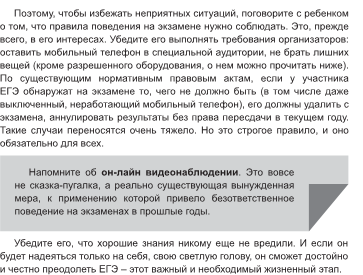 Поэтому, чтобы избежать неприятных ситуаций, поговорите с ребенком
о том, что правила поведения на экзамене нужно соблюдать. Это, прежде
всего, в его интересах. Убедите его выполнять требования организаторов:
оставить мобильный телефон в специальной аудитории, не брать лишних
вещей (кроме разрешенного оборудования, о нем можно прочитать ниже).
По существующим нормативным правовым актам, если у участника
ЕГЭ обнаружат на экзамене то, чего не должно быть (в том числе даже
выключенный, неработающий мобильный телефон), его должны удалить с
экзамена, аннулировать результаты без права пересдачи в текущем году.
Такие случаи переносятся очень тяжело. Но это строгое правило, и оно
обязательно для всех.
Напомните об он-лайн видеонаблюдении. Это вовсе
не сказка-пугалка, а реально существующая вынужденная
мера, к применению которой привело безответственное
поведение на экзаменах в прошлые годы.
Убедите его, что хорошие знания никому еще не вредили. И если он
будет надеяться только на себя, свою светлую голову, он сможет достойно
и честно преодолеть ЕГЭ – этот важный и необходимый жизненный этап.